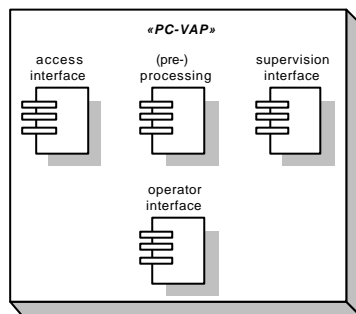 «PC-VAP»
access
interface
(pre-)
processing
supervision
interface
operator
interface